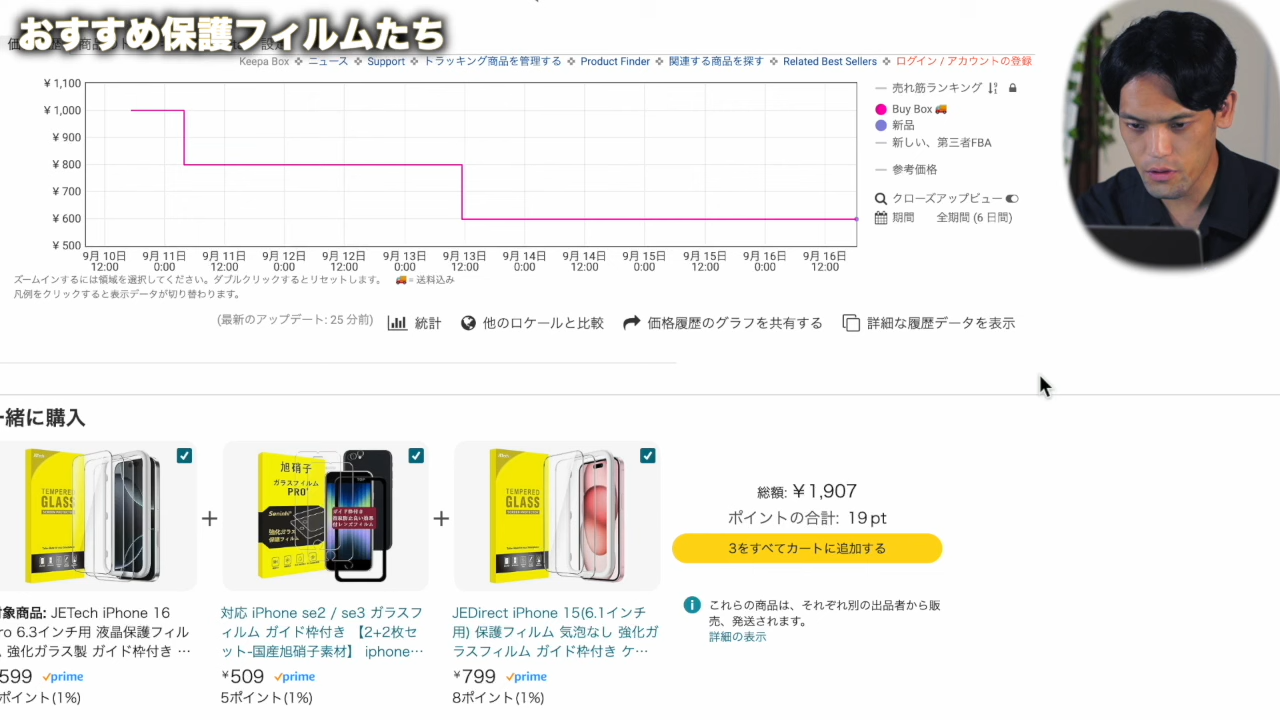 おすすめ保護フィルムたち
Keepa Box ❖ ニュース ❖ Support ❖ トラッキング商品を管理する ❖ Product Finder ❖ 関連する商品を探す ❖ Related Best Sellers ❖ ログイン / アカウントの登録
¥ 1,100
¥ 1,000
¥ 900
¥ 800
¥ 700
¥ 600
¥ 500
9月 10日 9月 11日 9月 11日 9月 12日 9月 12日 9月 13日 9月 13日 9月 14日 9月 14日 9月 15日 9月 15日 9月 16日 9月 16日
12:00 0:00 12:00 0:00 12:00 0:00 12:00 0:00 12:00 0:00 12:00 0:00 12:00
売れ筋ランキング
Buy Box
新品
新しい、第三者FBA
参考価格
クローズアップビュー
期間 全期間 (6 日間)
ズームインするには領域を選択してください。ダブルクリックするとリセットします。 = 送料込み
凡例をクリックすると表示データが切り替わります。
(最新のアップデート: 25 分前) 統計 他のロケールと比較 価格履歴のグラフを共有する 詳細な履歴データを表示
一緒に購入
TEMPERED
GLASS
対象商品: JETech iPhone 16
ro 6.3インチ用 液晶保護フィル
強化ガラス製 ガイド枠付き …
599 prime
ポイント(1%)
+
旭硝子
ガラスフィルム
PRO+
強化ガラス
保護フィルム
対応 iPhone se2 / se3 ガラスフ
ィルム ガイド枠付き 【2+2枚セ
ット-国産旭硝子素材】 iphone…
¥509 prime
5ポイント(1%)
+
TEMPERED
GLASS
JEDirect iPhone 15(6.1インチ
用) 保護フィルム 気泡なし 強化ガ
ラスフィルム ガイド枠付き ケ…
¥799 prime
8ポイント(1%)
総額: ¥1,907
ポイントの合計: 19pt
3をすべてカートに追加する
これらの商品は、それぞれ別の出品者から販
売、発送されます。
詳細の表示